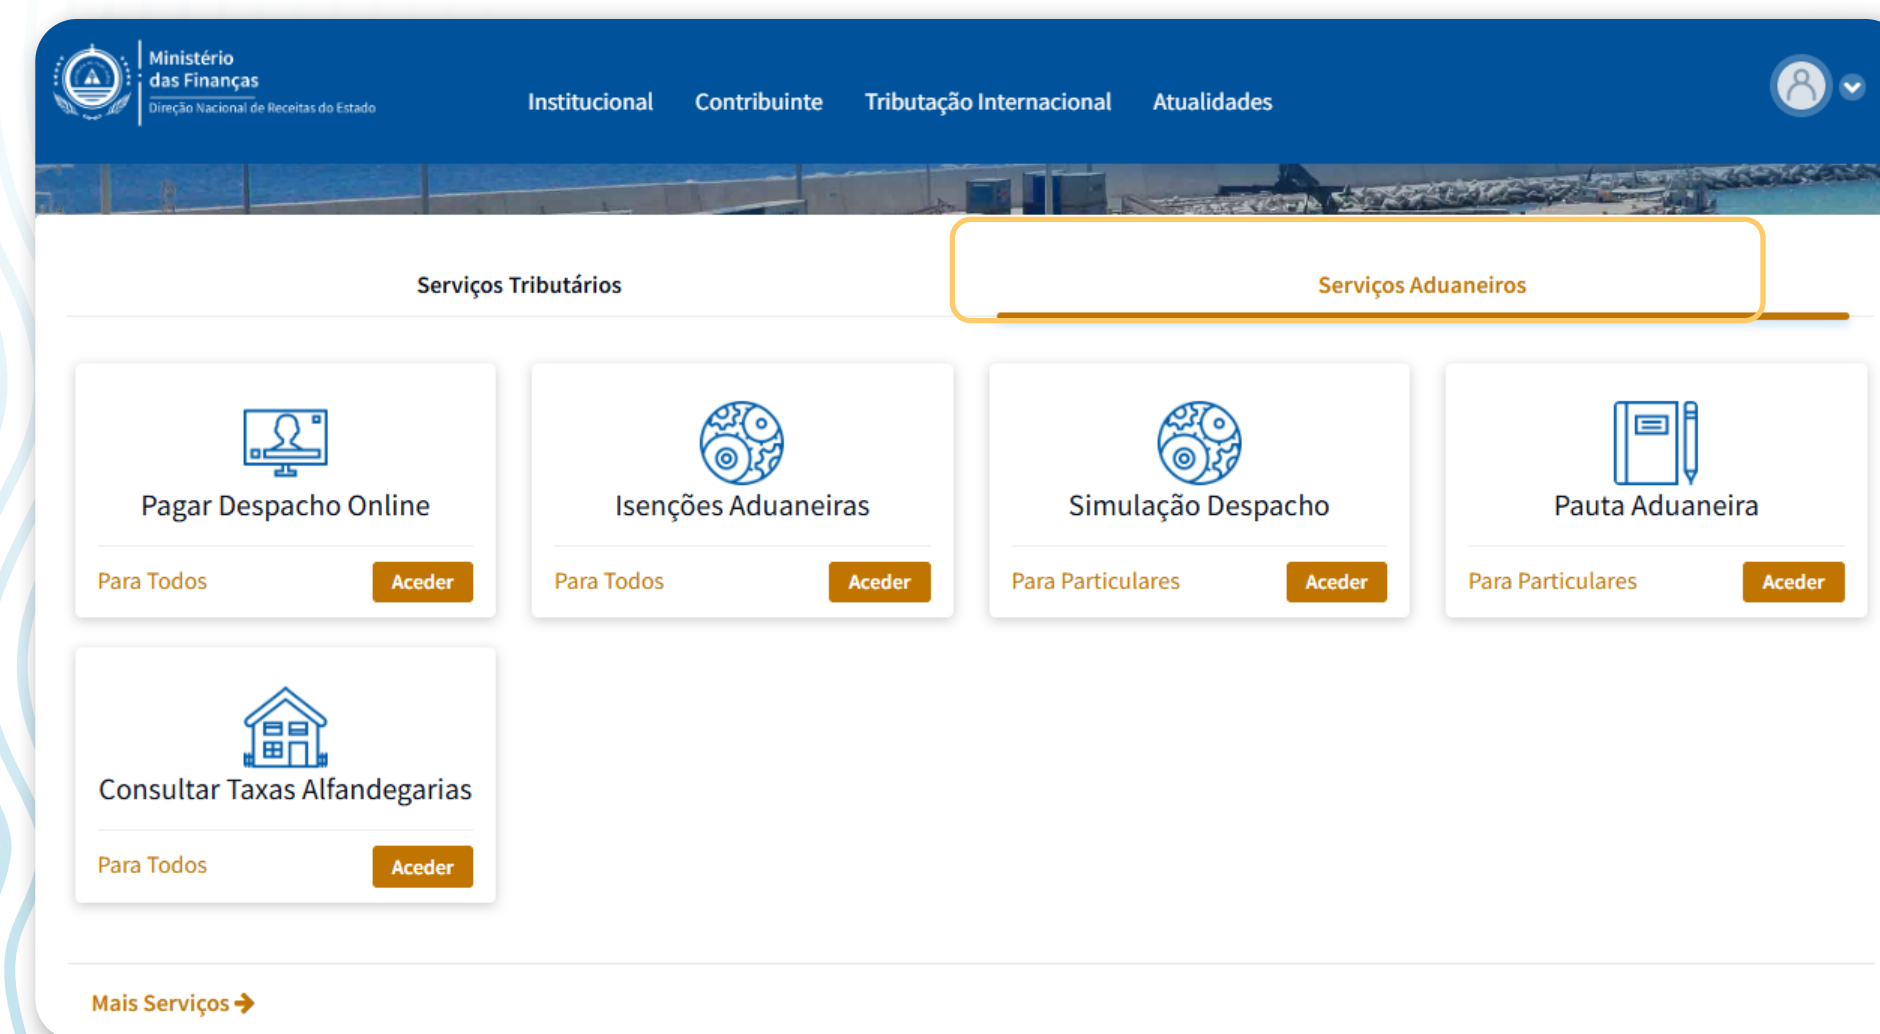 Ministério
das Finanças
Direção Nacional de Receitas do Estado
Institucional Contribuinte Tributação Internacional Atualidades
Serviços Tributários
Serviços Aduaneiros
Pagar Despacho Online
Para Todos Aceder
Isenções Aduaneiras
Para Todos Aceder
Simulação Despacho
Para Particulares Aceder
Pauta Aduaneira
Para Particulares Aceder
Consultar Taxas Alfandegarias
Para Todos Aceder
Mais Serviços